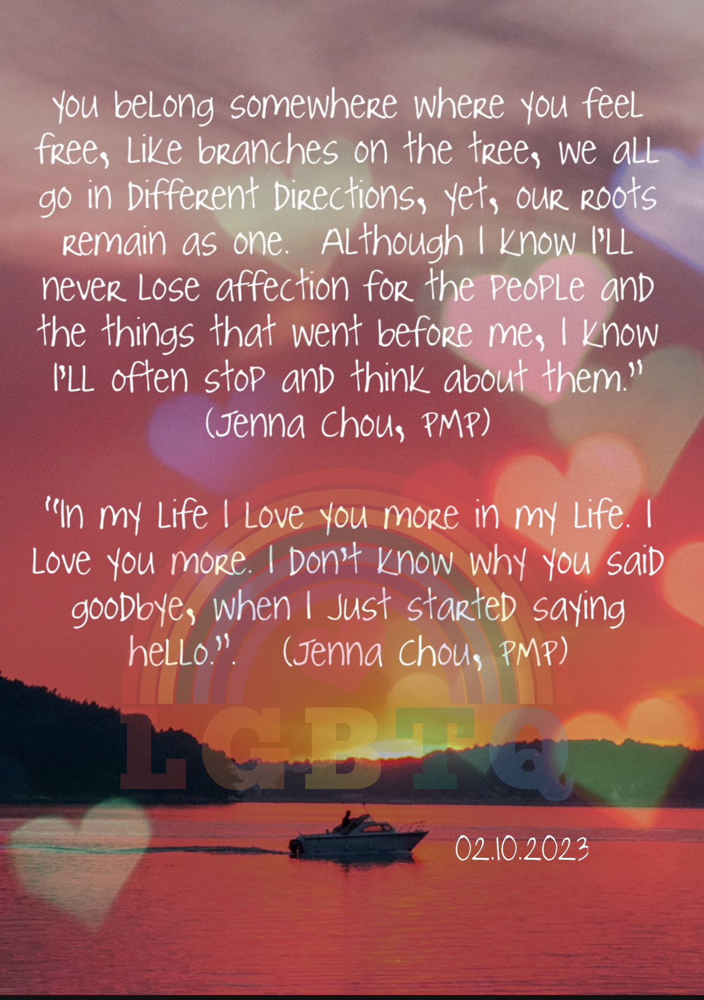 You belong somewhere where you feel
free, like branches on the tree, we all
go in different directions, yet, our roots
remain as one. Although I know I'll
never lose affection for the people and
the things that went before me, I know
I'll often stop and think about them.”
(Jenna Chou, PMP)
“In my life I love you more in my life. I
love you more. I don't know why you said
goodbye, when I just started saying
hello.”. (Jenna Chou, PMP)
LGBTQ
02.10.2023